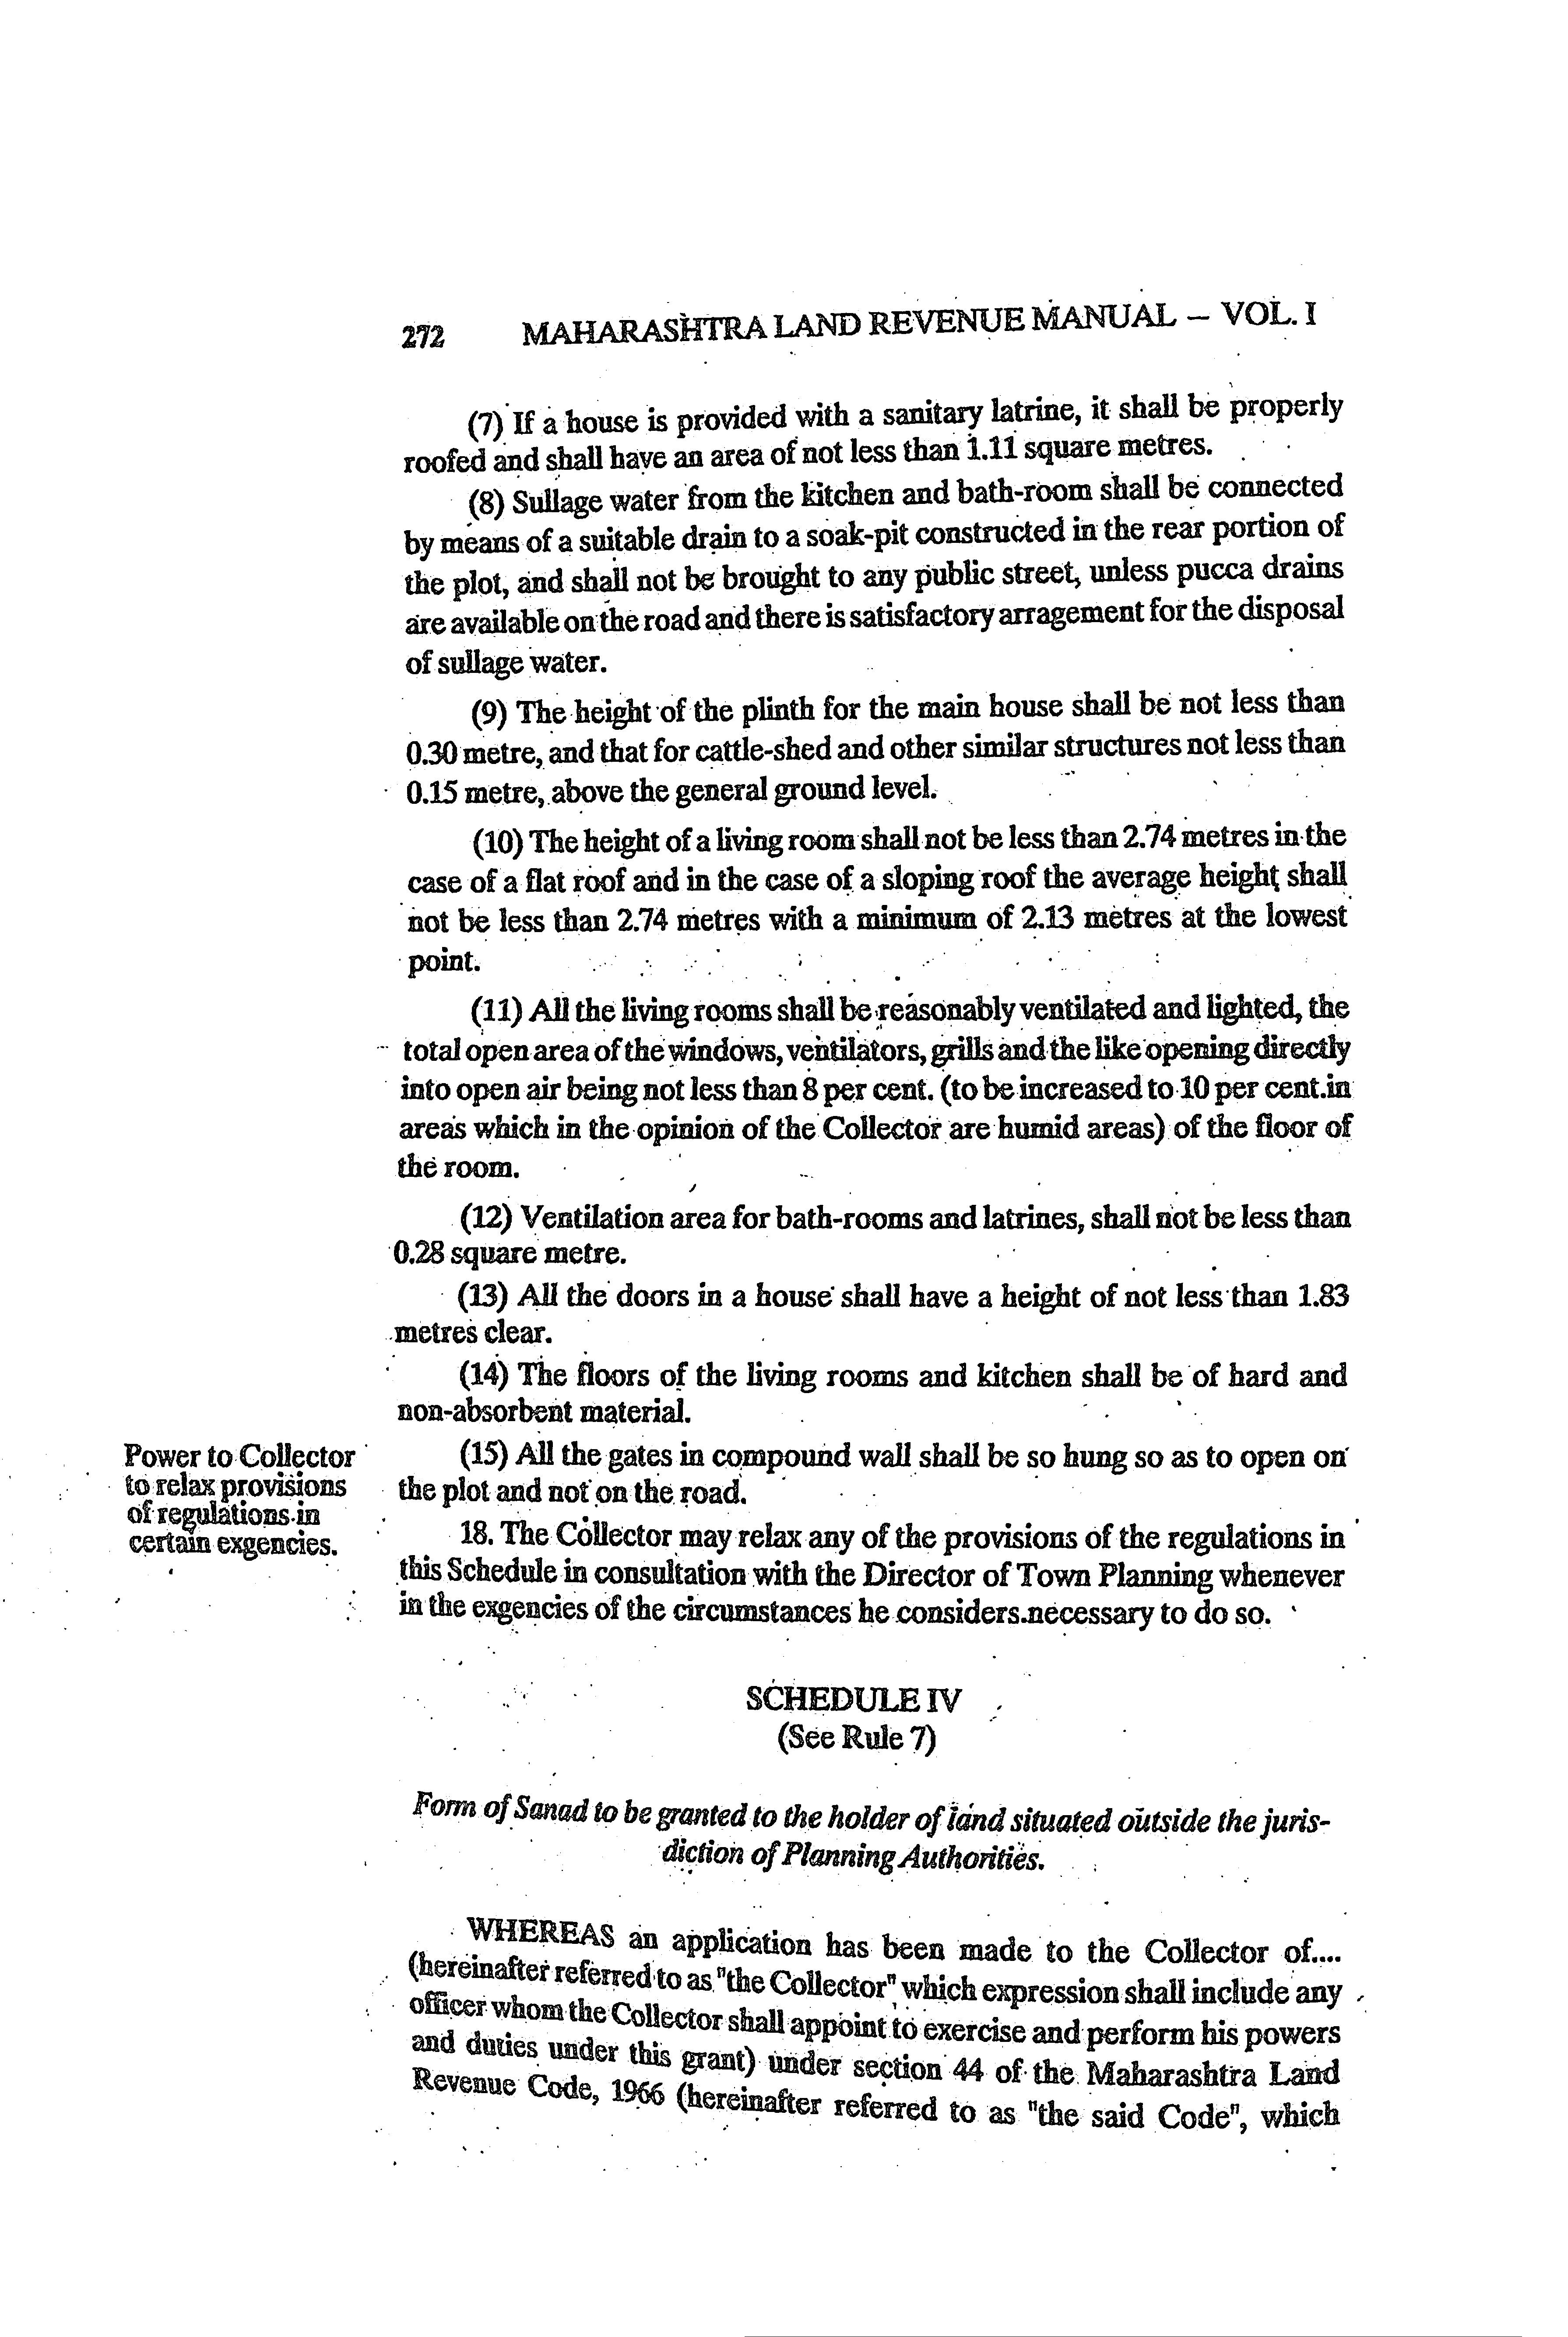 272 MAHARASHTRA LAND REVENUE MANUAL – VOL. I
(7) If a house is provided with a sanitary latrine, it shall be properly
roofed and shall have an area of not less than 1.11 square metres.
(8) Sullage water from the kitchen and bath-room shall be connected
by means of a suitable drain to a soak-pit constructed in the rear portion of
the plot, and shall not be brought to any public street, unless pucca drains
are available on the road and there is satisfactory arragement for the disposal
of sullage water.
(9) The height of the plinth for the main house shall be not less than
0.30 metre, and that for cattle-shed and other similar structures not less than
0.15 metre, above the general ground level.
(10) The height of a living room shall not be less than 2.74 metres in the
case of a flat roof and in the case of a sloping roof the average height shall
not be less than 2.74 metres with a minimum of 2.13 metres at the lowest
point.
(11) All the living rooms shall be reasonably ventilated and lighted, the
total open area of the windows, ventilators, grills and the like opening directly
into open air being not less than 8 per cent. (to be increased to 10 per cent.in
areas which in the opinion of the Collector are humid areas) of the floor of
the room.
(12) Ventilation area for bath-rooms and latrines, shall not be less than
0.28 square metre.
(13) All the doors in a house shall have a height of not less than 1.83
metres clear.
(14) The floors of the living rooms and kitchen shall be of hard and
non-absorbent material.
(15) All the gates in compound wall shall be so hung so as to open on
the plot and not on the road.
Power to Collector
to relax provisions
of regulations in
certain exgencies.
18. The Collector may relax any of the provisions of the regulations in
this Schedule in consultation with the Director of Town Planning whenever
in the exgencies of the circumstances he considers necessary to do so.
SCHEDULE IV
(See Rule 7)
Form of Sanad to be granted to the holder of land situated outside the juris-
diction of Planning Authorities.
WHEREAS an application has been made to the Collector of....
(hereinafter referred to as "the Collector" which expression shall include any
officer whom the Collector shall appoint to exercise and perform his powers
and duties under this grant) under section 44 of the Maharashtra Land
Revenue Code, 1966 (hereinafter referred to as "the said Code", which